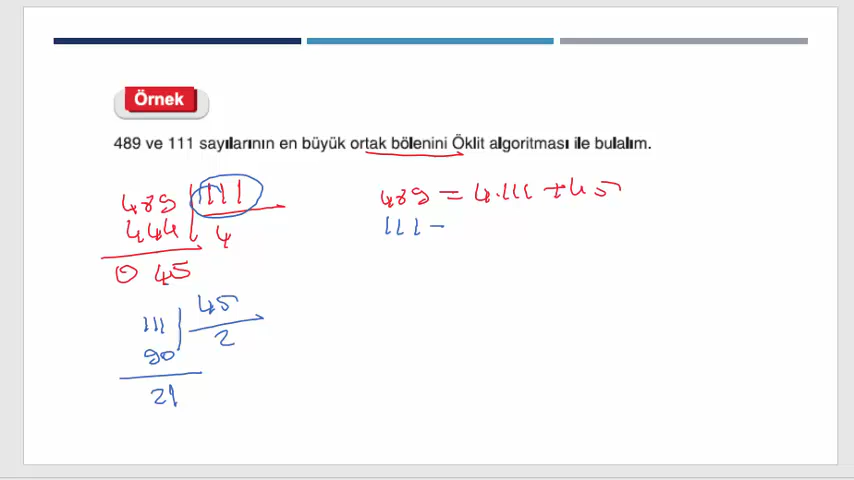 Örnek
489 ve 111 sayılarının en büyük ortak bölenini Öklit algoritması ile bulalım.
489 111
444 4
0 45
489 = 4.111 + 45
111 -
111 45
90 2
21